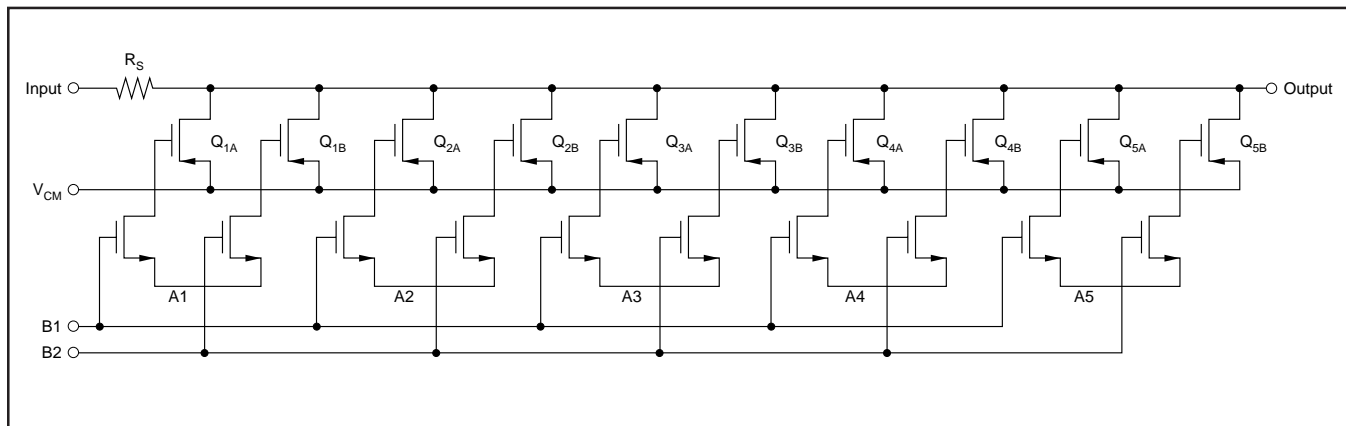 R_S
Input
Output
Q_1A
Q_1B
Q_2A
Q_2B
Q_3A
Q_3B
Q_4A
Q_4B
Q_5A
Q_5B
V_CM
A1
A2
A3
A4
A5
B1
B2